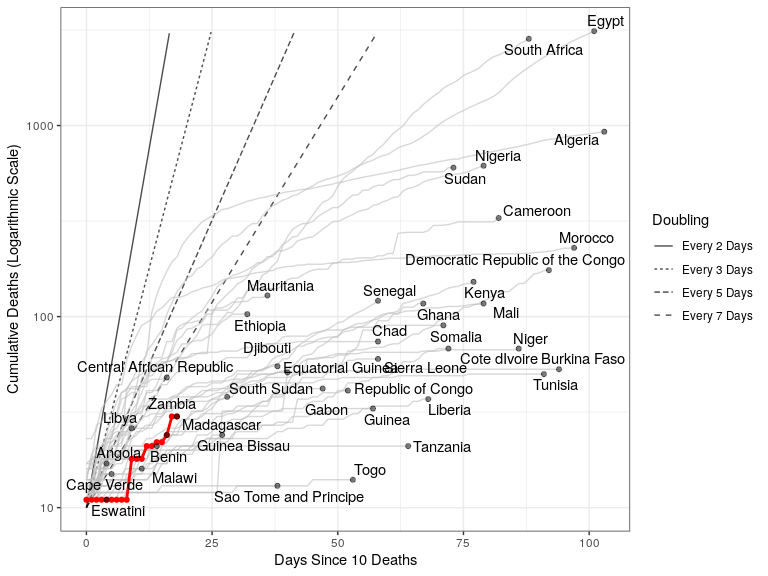 Egypt
South Africa
1000
Algeria
Nigeria
Sudan
Cameroon
Morocco
Democratic Republic of the Congo
Mauritania
Senegal
Kenya
100
Ghana
Mali
Ethiopia
Chad
Somalia
Niger
Djibouti
Cote dIvoire
Burkina Faso
Central African Republic
Equatorial Guinea
Sierra Leone
Tunisia
South Sudan
Republic of Congo
Zambia
Gabon
Liberia
Libya
Madagascar
Guinea
Angola
Benin
Guinea Bissau
Tanzania
Malawi
Togo
Cape Verde
Sao Tome and Principe
10
Eswatini
0
25
50
75
100
Days Since 10 Deaths
Cumulative Deaths (Logarithmic Scale)
Doubling
Every 2 Days
Every 3 Days
Every 5 Days
Every 7 Days